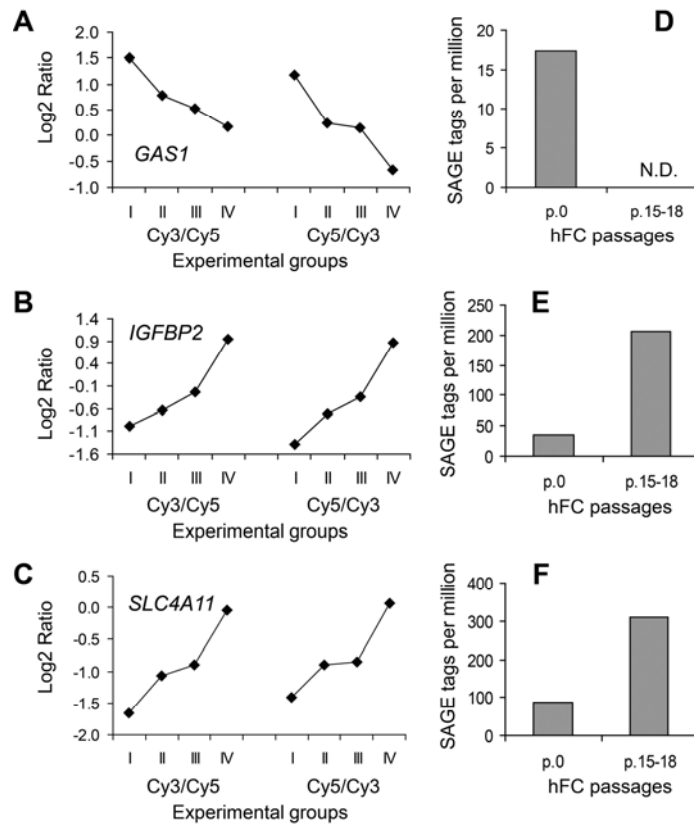 A
Log2 Ratio
2.0
1.5
1.0
0.5
0.0
-0.5
-1.0
GAS1
I II III IV I II III IV
Cy3/Cy5 Cy5/Cy3
Experimental groups
D
SAGE tags per million
20
15
10
5
0
N.D.
p.0 p.15-18
hFC passages
B
Log2 Ratio
1.4
0.9
0.4
-0.1
-0.6
-1.1
-1.6
IGFBP2
I II III IV I II III IV
Cy3/Cy5 Cy5/Cy3
Experimental groups
E
SAGE tags per million
250
200
150
100
50
0
p.0 p.15-18
hFC passages
C
Log2 Ratio
0.5
0.0
-0.5
-1.0
-1.5
-2.0
SLC4A11
I II III IV I II III IV
Cy3/Cy5 Cy5/Cy3
Experimental groups
F
SAGE tags per million
400
300
200
100
0
p.0 p.15-18
hFC passages